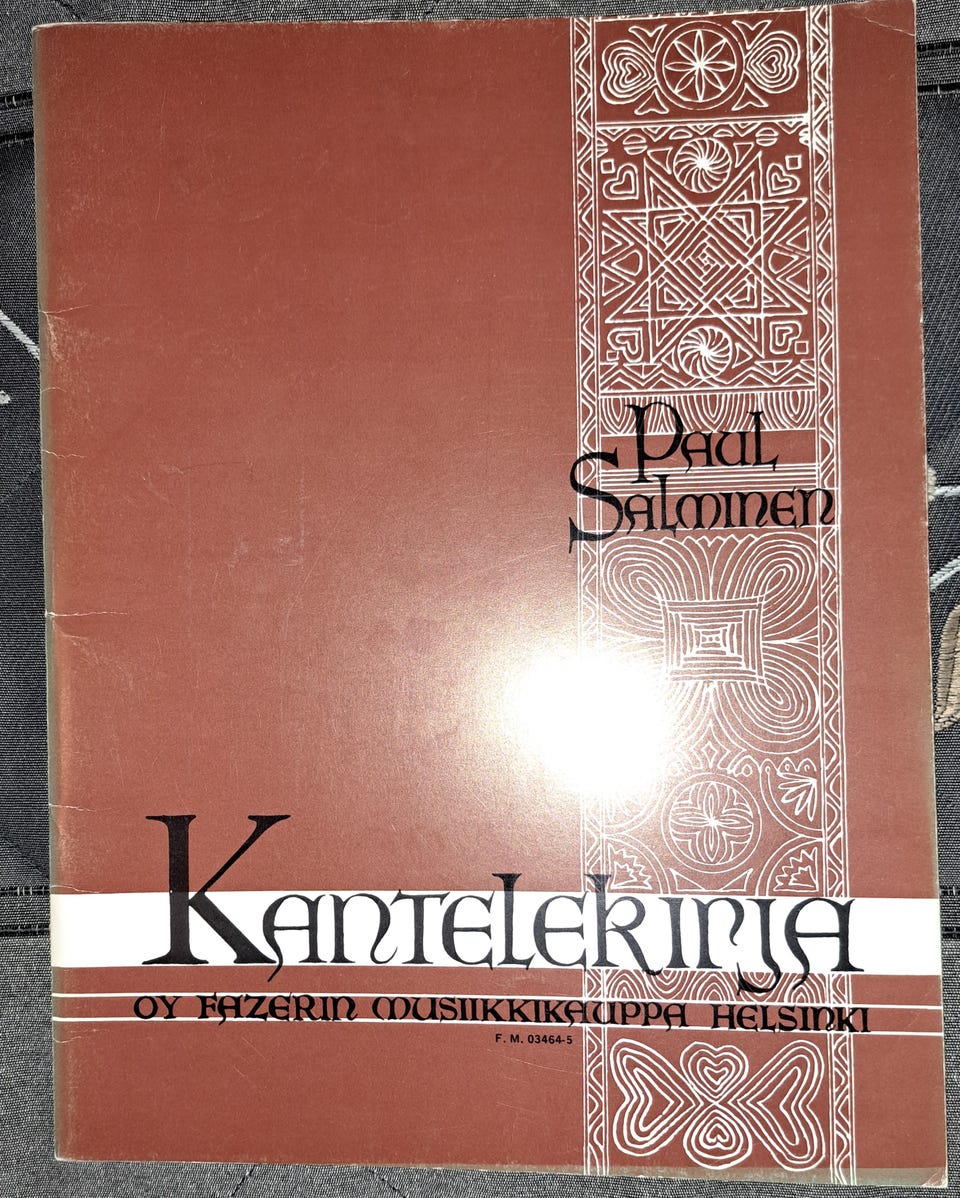 Paul
Salminen
Kantelekirja
OY FAZERIN MUSIIKKIKAUPPA HELSINKI
F. M. 03464-5